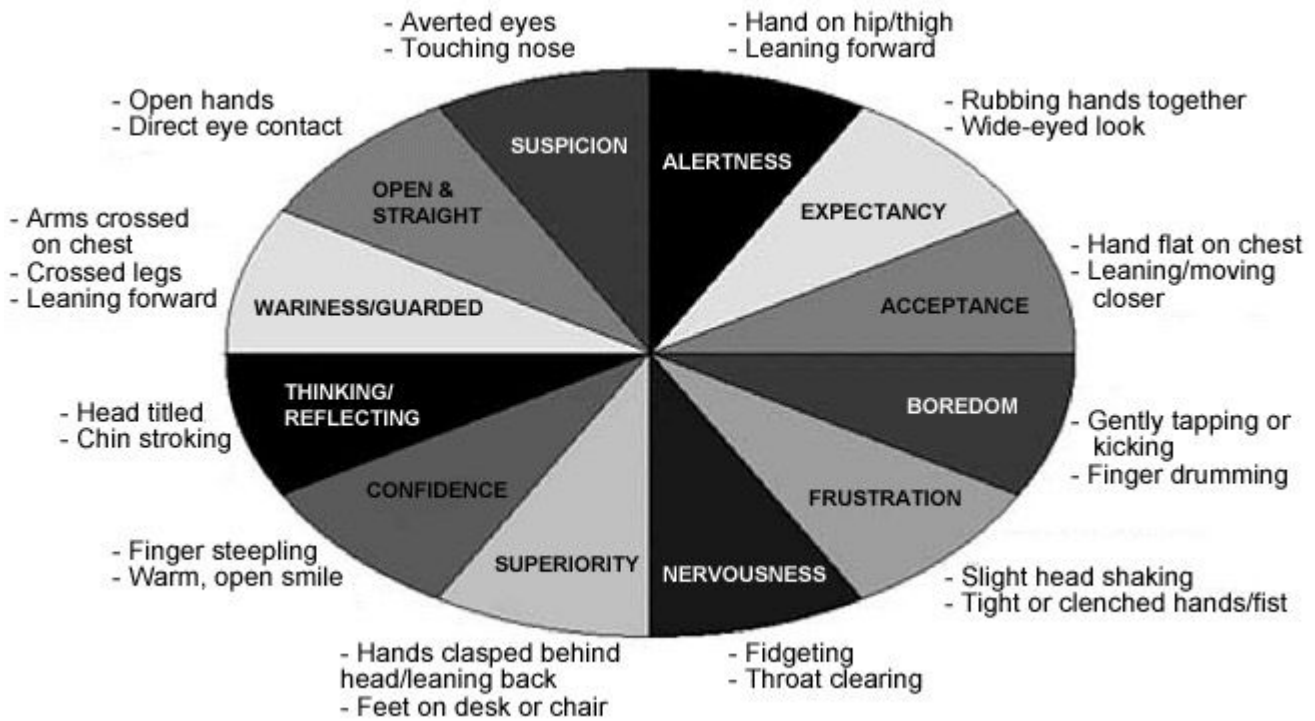 - Averted eyes
- Touching nose
- Hand on hip/thigh
- Leaning forward
- Open hands
- Direct eye contact
- Rubbing hands together
- Wide-eyed look
SUSPICION
ALERTNESS
OPEN &
STRAIGHT
EXPECTANCY
- Arms crossed
on chest
- Crossed legs
- Leaning forward
- Hand flat on chest
- Leaning/moving
closer
WARINESS/GUARDED
ACCEPTANCE
THINKING/
REFLECTING
BOREDOM
- Head titled
- Chin stroking
- Gently tapping or
kicking
- Finger drumming
CONFIDENCE
FRUSTRATION
- Finger steepling
- Warm, open smile
SUPERIORITY
NERVOUSNESS
- Slight head shaking
- Tight or clenched hands/fist
- Hands clasped behind
head/leaning back
- Feet on desk or chair
- Fidgeting
- Throat clearing